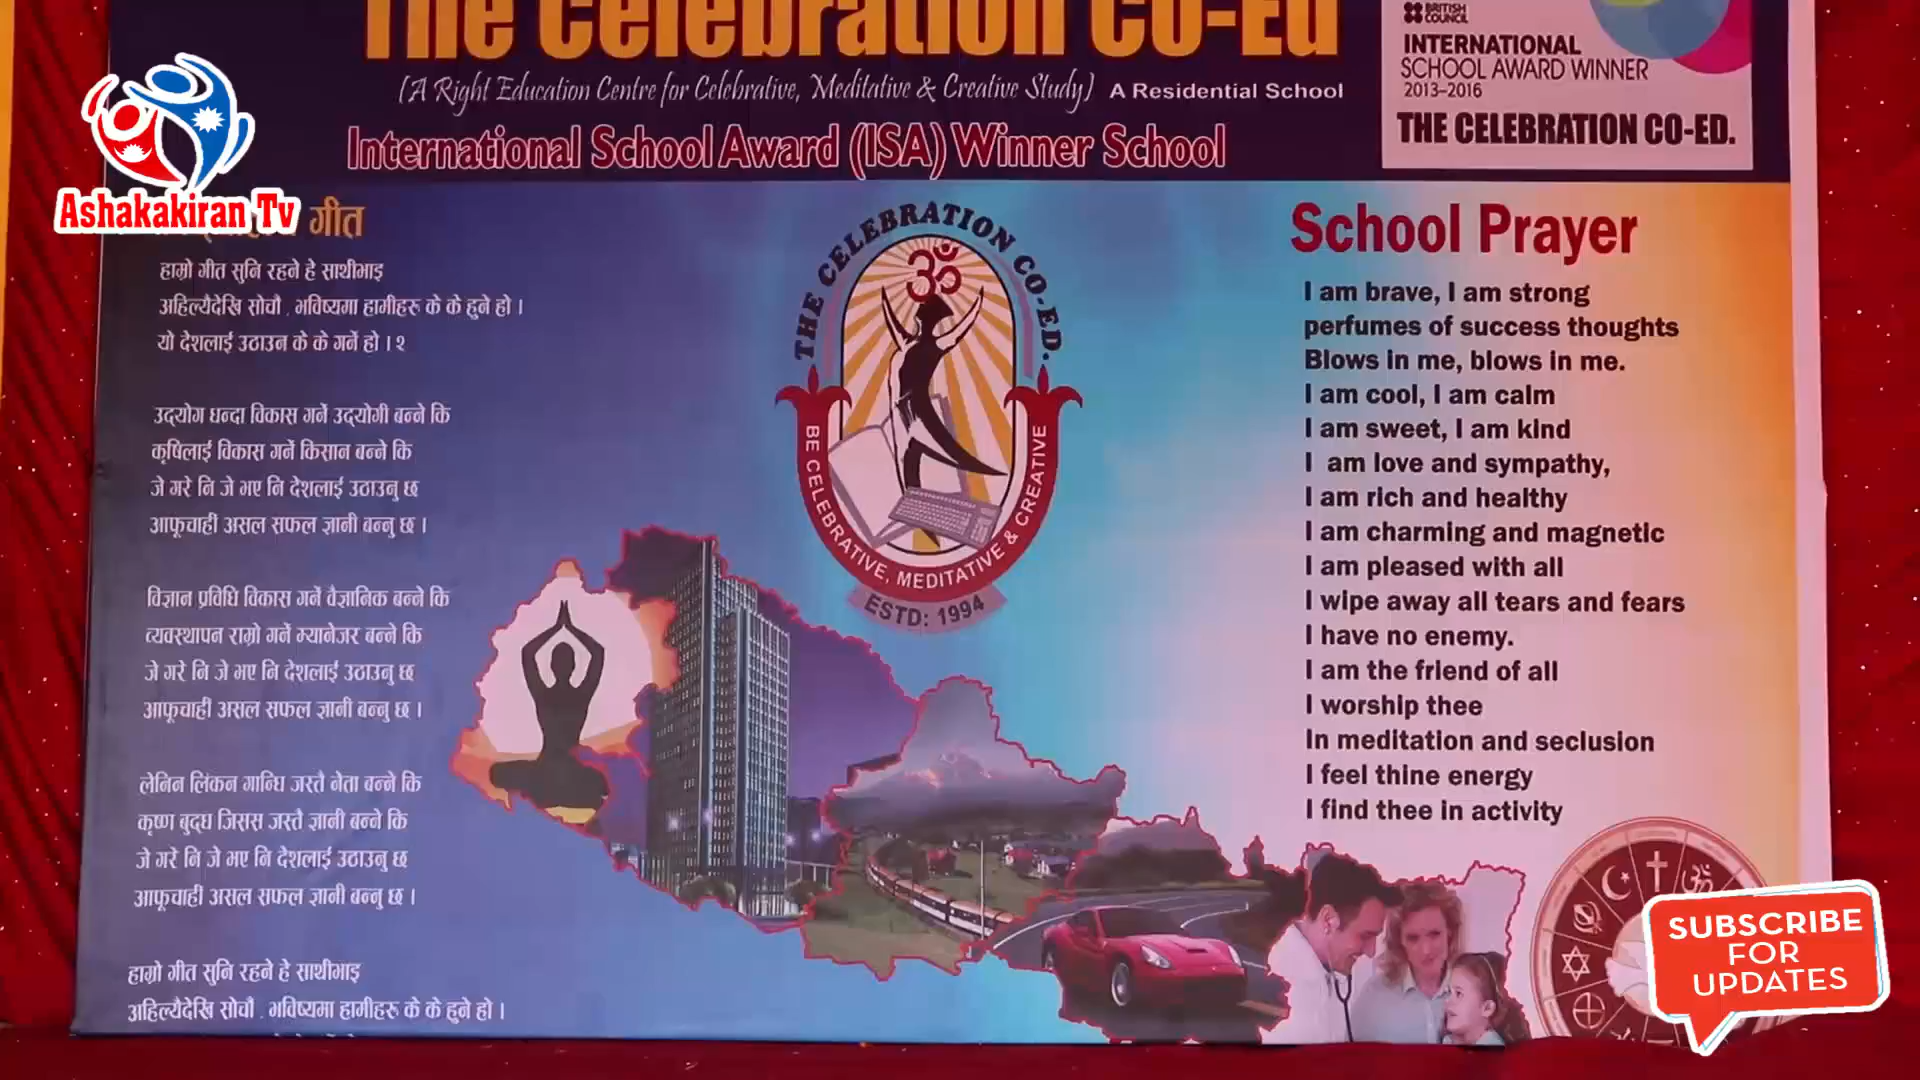 The Celebration Co-Ed
(A Right Education Centre for Celebrative, Meditative & Creative Study) A Residential School
International School Award (ISA) Winner School
BRITISH
COUNCIL
INTERNATIONAL
SCHOOL AWARD WINNER
2013-2016
THE CELEBRATION CO-ED.
Ashakakiran Tv
गीत
हाम्रो गीत सुनि रहने हे साथीभाइ
अहिल्यैदेखि सोचौं , भविष्यमा हामीहरू के के हुने हो ।
यो देशलाई उठाउन के के गर्ने हो । २
उद्योग धन्दा विकास गर्ने उद्योगी बन्ने कि
कृषिलाई विकास गर्ने किसान बन्ने कि
जे गरे नि जे भए नि देशलाई उठाउनु छ
आफूचाहीं असल सफल ज्ञानी बन्नु छ ।
विज्ञान प्रविधि विकास गर्ने वैज्ञानिक बन्ने कि
व्यवस्थापन राम्रो गर्ने म्यानेजर बन्ने कि
जे गरे नि जे भए नि देशलाई उठाउनु छ
आफूचाहीं असल सफल ज्ञानी बन्नु छ ।
लेनिन लिंकन गान्धि जस्तै नेता बन्ने कि
कृष्ण बुद्ध जिसस जस्तै ज्ञानी बन्ने कि
जे गरे नि जे भए नि देशलाई उठाउनु छ
आफूचाहीं असल सफल ज्ञानी बन्नु छ ।
हाम्रो गीत सुनि रहने हे साथीभाइ
अहिल्यैदेखि सोचौं , भविष्यमा हामीहरू के के हुने हो ।
THE CELEBRATION CO-ED.
BE CELEBRATIVE, MEDITATIVE & CREATIVE
ESTD: 1994
School Prayer
I am brave, I am strong
perfumes of success thoughts
Blows in me, blows in me.
I am cool, I am calm
I am sweet, I am kind
I am love and sympathy,
I am rich and healthy
I am charming and magnetic
I am pleased with all
I wipe away all tears and fears
I have no enemy.
I am the friend of all
I worship thee
In meditation and seclusion
I feel thine energy
I find thee in activity
SUBSCRIBE
FOR
UPDATES